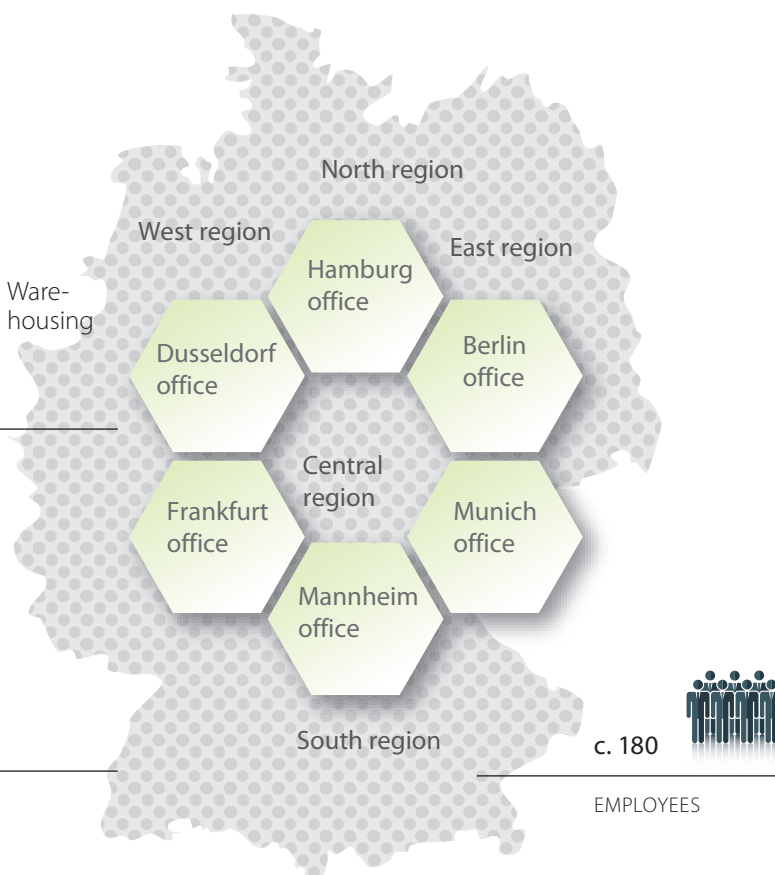 North region
West region
East region
Ware-
housing
Hamburg
office
Dusseldorf
office
Berlin
office
Central
region
Frankfurt
office
Munich
office
Mannheim
office
South region
c. 180
EMPLOYEES